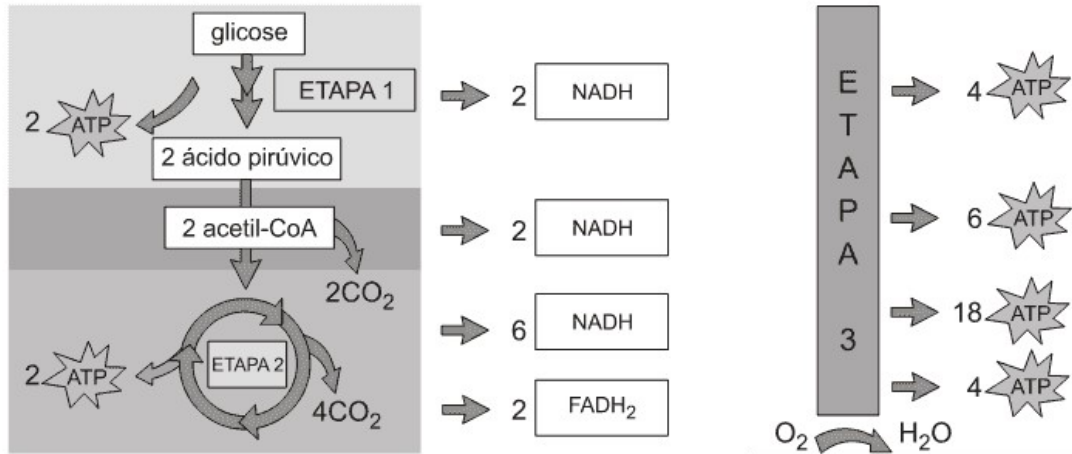 glicose
ETAPA 1
2 ATP
2 NADH
2 ácido pirúvico
2 acetil-CoA
2 NADH
2CO₂
6 NADH
2 ATP
ETAPA 2
4CO₂
2 FADH₂
ETAPA 3
4 ATP
6 ATP
18 ATP
4 ATP
O₂ H₂O